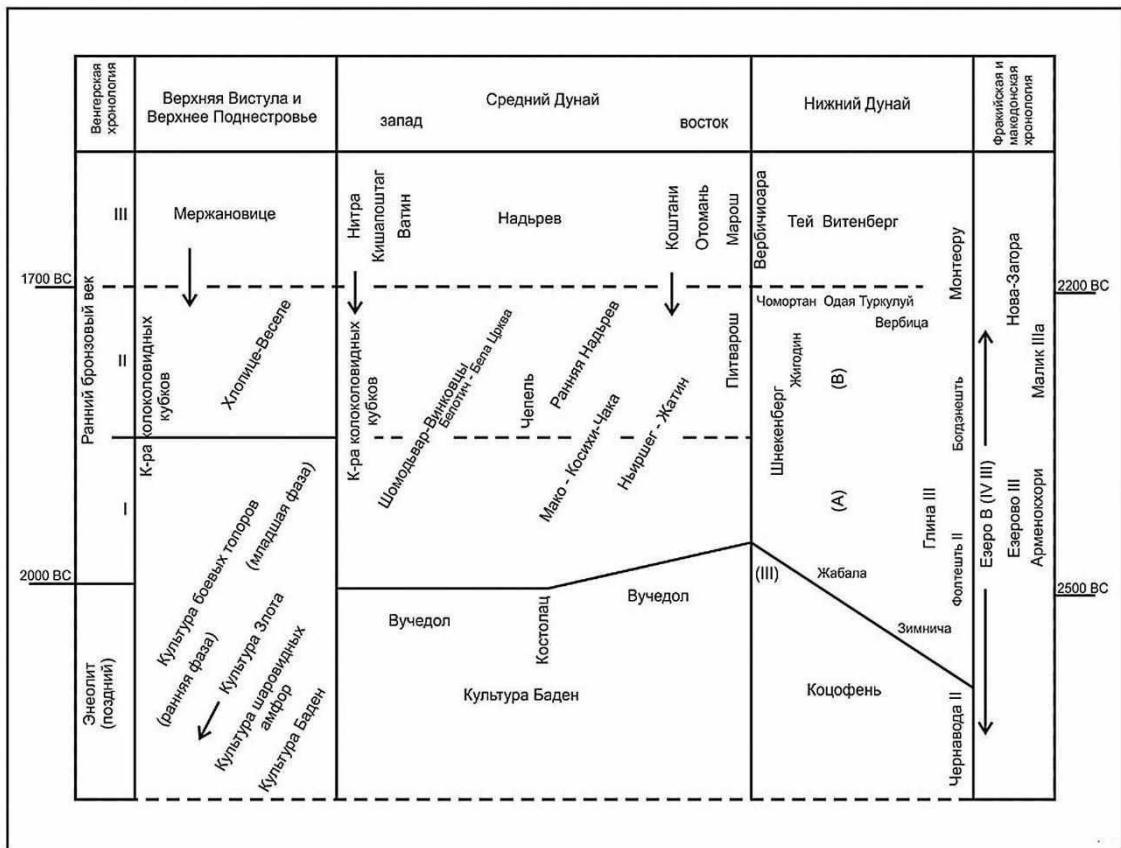 Венгерская
хронология
Верхняя Вистула и
Верхнее Поднестровье
Средний Дунай
запад
восток
Нижний Дунай
Фракийская и
македонская
хронология
Ранний бронзовый век
III
II
I
Энеолит
(поздний)
1700 BC
2000 BC
Мержановице
К-ра колоколовидных
кубков
Хлопице-Веселе
Культура боевых топоров
(младшая фаза)
(ранняя фаза)
Культура Злота
Культура шаровидных
амфор
Культура Баден
Нитра
Кишапоштаг
Ватин
Надьрев
Коштани
Отомань
Марош
К-ра колоколовидных
кубков
Шомодьвар-Винковцы
Белотич - Бела Црква
Чепель
Ранняя Надьрев
Мако - Косихи-Чака
Ньиршег - Жатин
Питварош
Вучедол
Костолац
Вучедол
Культура Баден
Вербичиоара
Тей Витенберг
Монтеору
Чомортан Одая Туркулуй
Вербица
Шнекенберг
Жигодин
(B)
(A)
Богдэнешть
Глина III
Фолтешть II
(III)
Жабала
Зимнича
Коцофень
Чернавода II
2200 BC
2500 BC
Нова-Загора
Малик IIIa
Езеро B (IV III)
Езерово III
Арменокхори